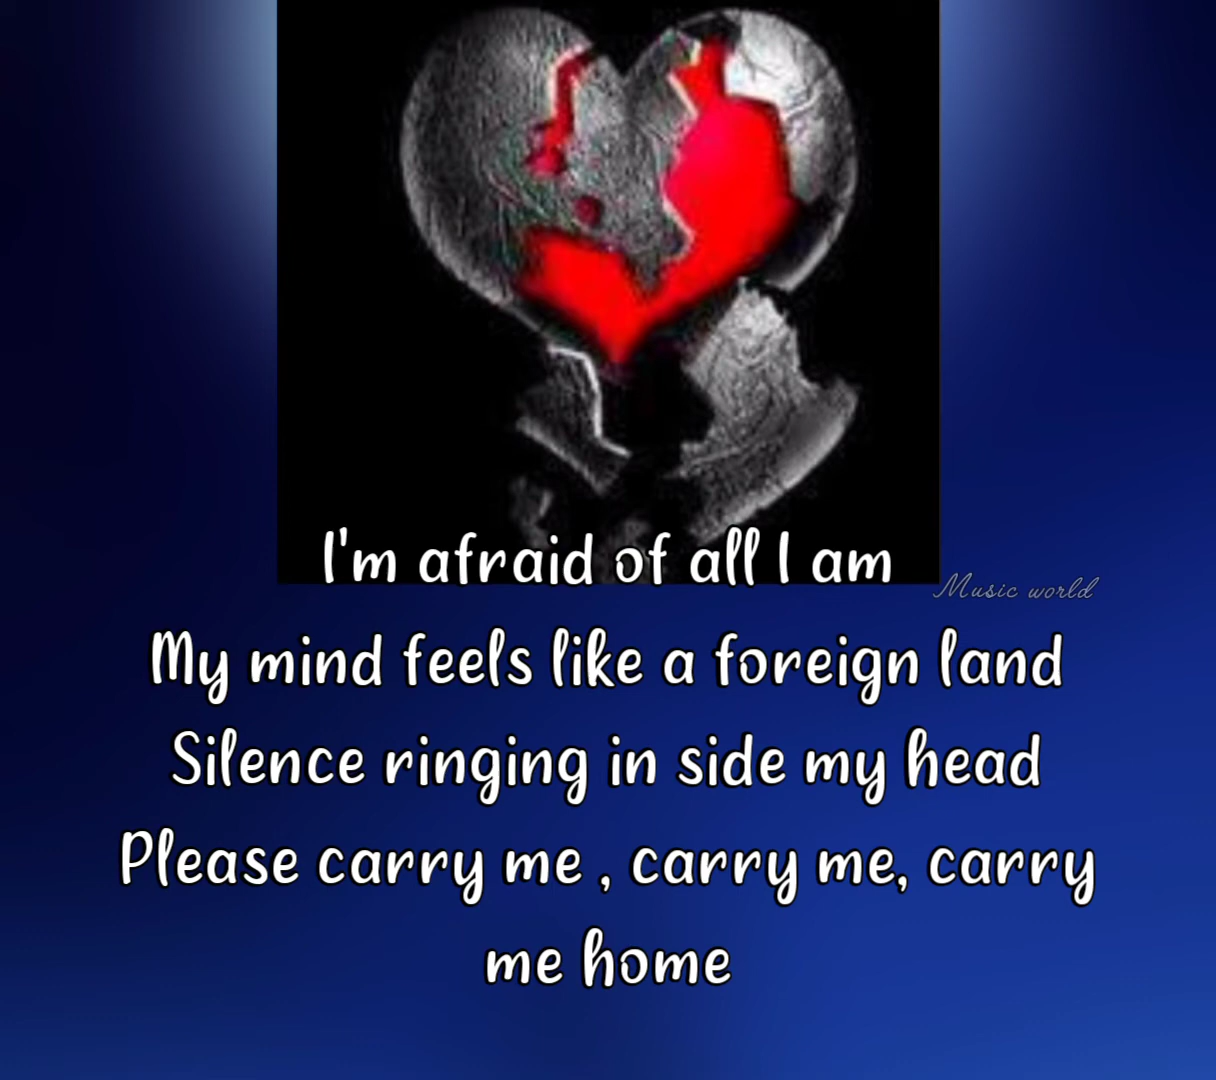 I'm afraid of all I am
Music world
My mind feels like a foreign land
Silence ringing in side my head
Please carry me , carry me, carry
me home